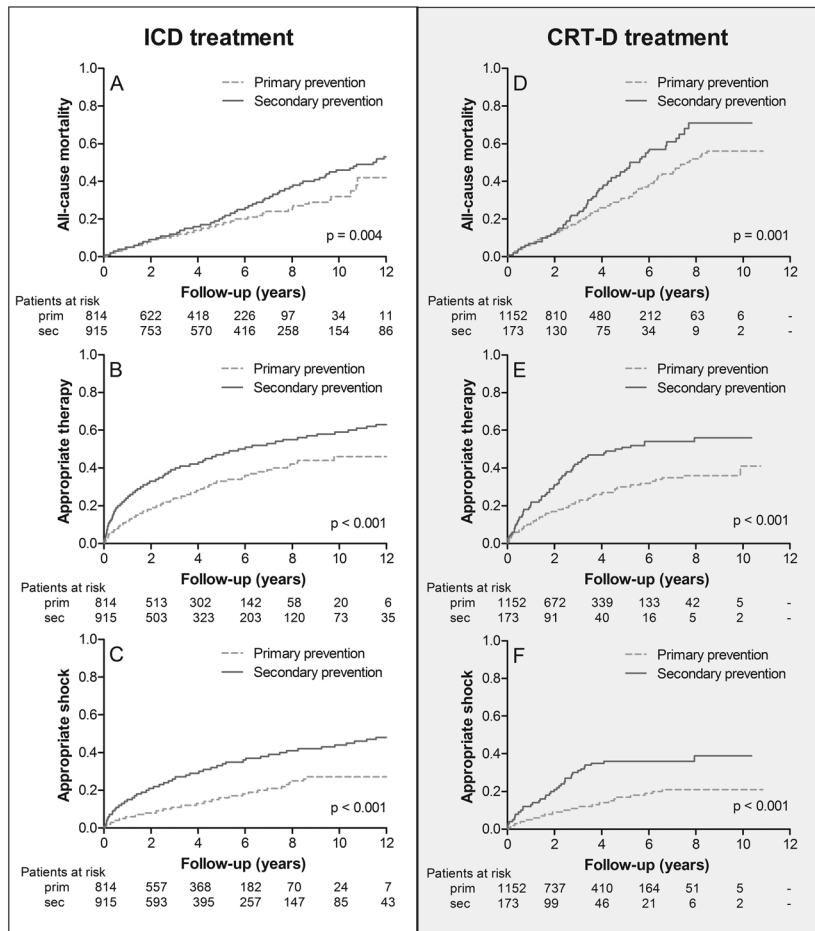 ICD treatment
A
Primary prevention
Secondary prevention
All-cause mortality
1.0
0.8
0.6
0.4
0.2
0.0
p = 0.004
0 2 4 6 8 10 12
Follow-up (years)
Patients at risk
prim 814 622 418 226 97 34 11
sec 915 753 570 416 258 154 86
B
Primary prevention
Secondary prevention
Appropriate therapy
1.0
0.8
0.6
0.4
0.2
0.0
p < 0.001
0 2 4 6 8 10 12
Follow-up (years)
Patients at risk
prim 814 513 302 142 58 20 6
sec 915 503 323 203 120 73 35
C
Primary prevention
Secondary prevention
Appropriate shock
1.0
0.8
0.6
0.4
0.2
0.0
p < 0.001
0 2 4 6 8 10 12
Follow-up (years)
Patients at risk
prim 814 557 368 182 70 24 7
sec 915 593 395 257 147 85 43
CRT-D treatment
D
Primary prevention
Secondary prevention
All-cause mortality
1.0
0.8
0.6
0.4
0.2
0.0
p = 0.001
0 2 4 6 8 10 12
Follow-up (years)
Patients at risk
prim 1152 810 480 212 63 6 -
sec 173 130 75 34 9 2 -
E
Primary prevention
Secondary prevention
Appropriate therapy
1.0
0.8
0.6
0.4
0.2
0.0
p < 0.001
0 2 4 6 8 10 12
Follow-up (years)
Patients at risk
prim 1152 672 339 133 42 5 -
sec 173 91 40 16 5 2 -
F
Primary prevention
Secondary prevention
Appropriate shock
1.0
0.8
0.6
0.4
0.2
0.0
p < 0.001
0 2 4 6 8 10 12
Follow-up (years)
Patients at risk
prim 1152 737 410 164 51 5 -
sec 173 99 46 21 6 2 -